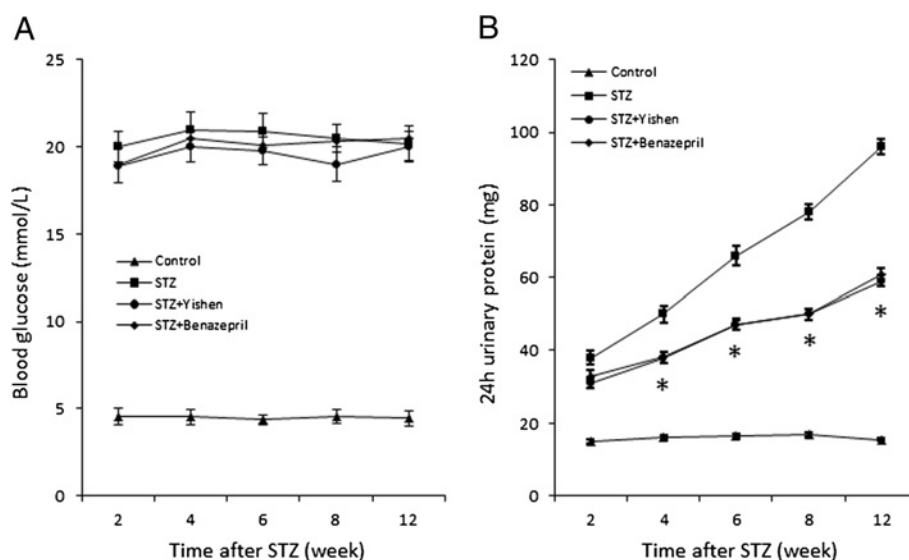 A
Blood glucose (mmol/L)
25
20
15
10
5
0
Control
STZ
STZ+Yishen
STZ+Benazepril
2 4 6 8 12
Time after STZ (week)
B
24h urinary protein (mg)
120
100
80
60
40
20
0
Control
STZ
STZ+Yishen
STZ+Benazepril
* * * *
2 4 6 8 12
Time after STZ (week)